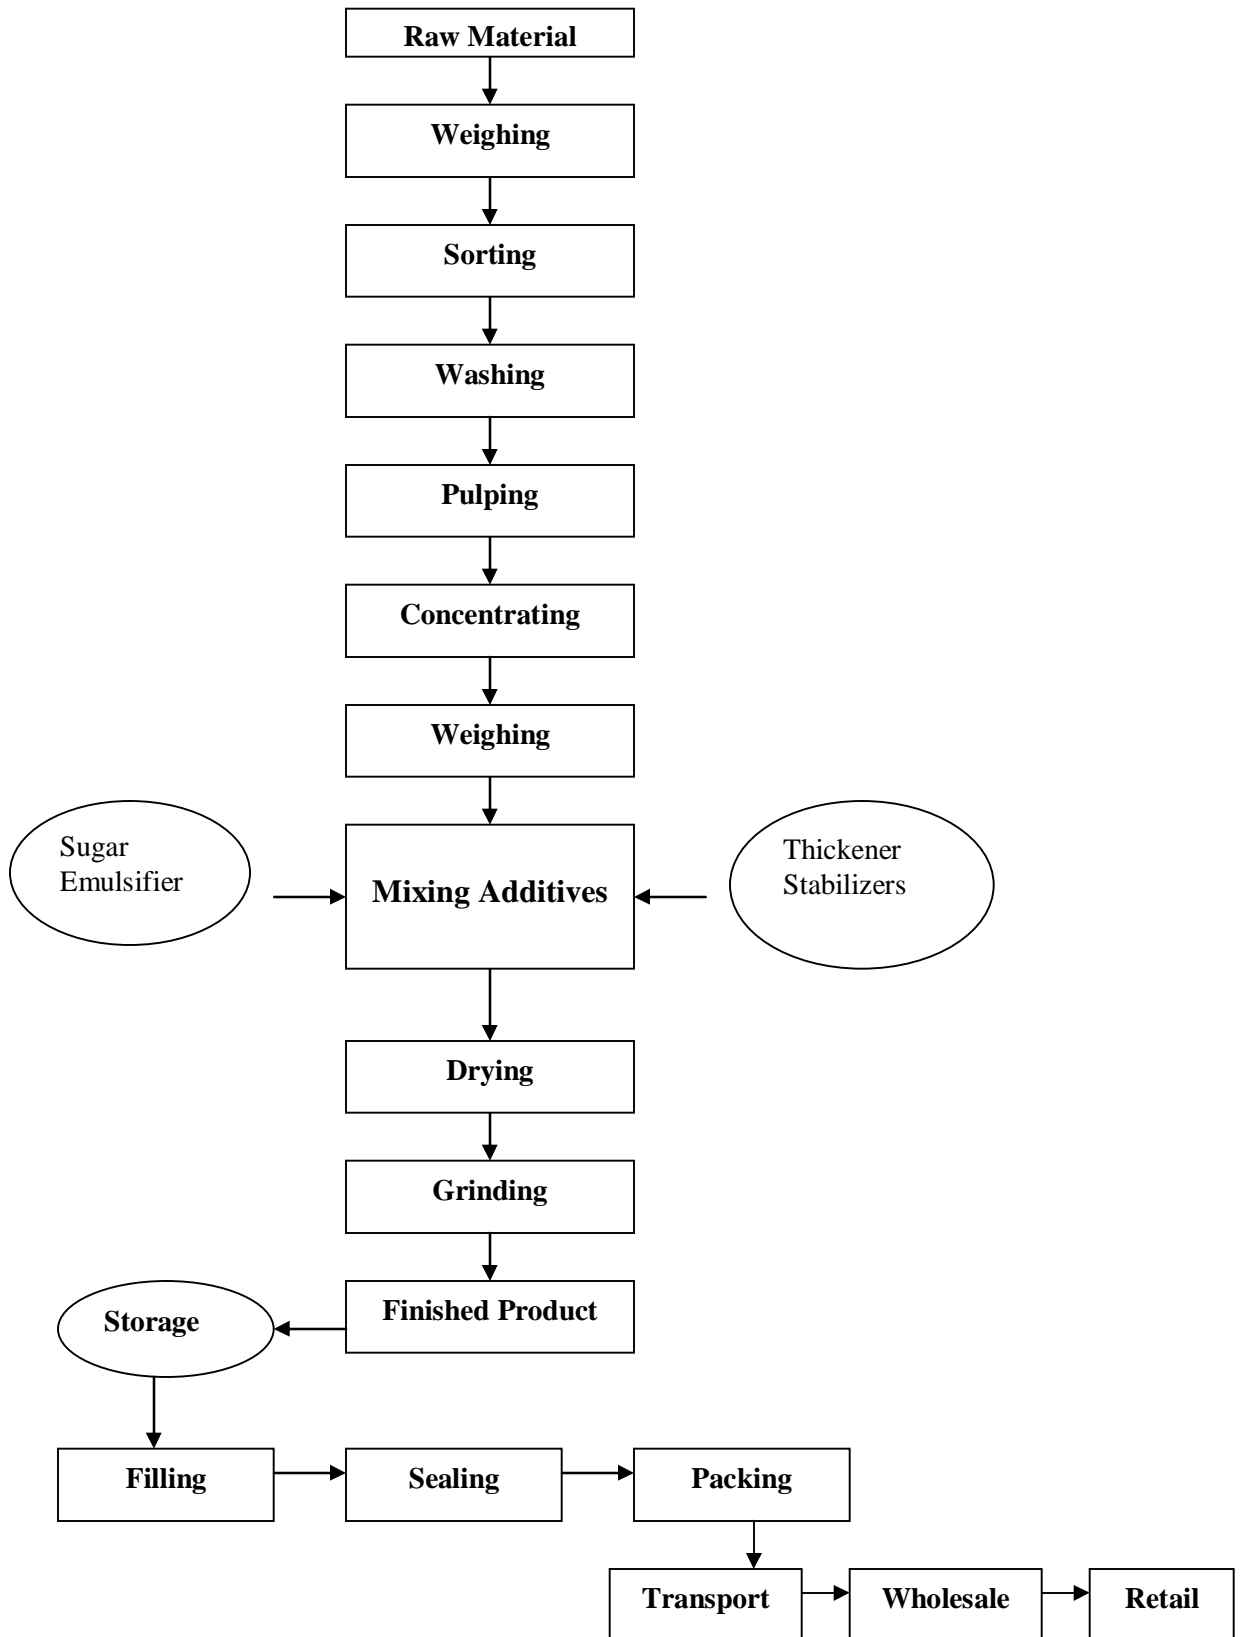 Raw Material
Weighing
Sorting
Washing
Pulping
Concentrating
Weighing
Sugar
Emulsifier
Mixing Additives
Thickener
Stabilizers
Drying
Grinding
Finished Product
Storage
Filling
Sealing
Packing
Transport
Wholesale
Retail